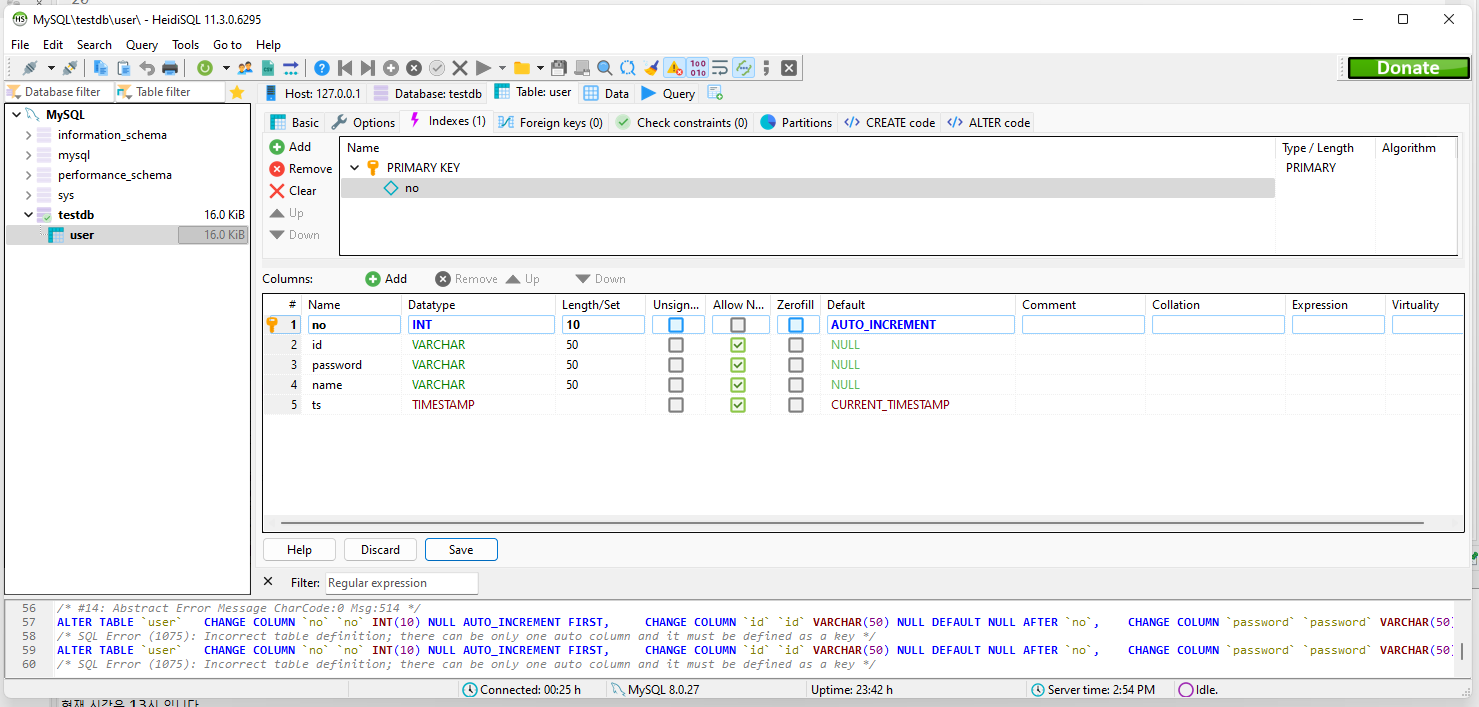 MySQL\testdb\user\ - HeidiSQL 11.3.0.6295
File Edit Search Query Tools Go to Help
Donate
Database filter Table filter Host: 127.0.0.1 Database: testdb Table: user Data Query
MySQL
information_schema
mysql
performance_schema
sys
testdb 16.0 KiB
user 16.0 KiB
Basic Options Indexes (1) Foreign keys (0) Check constraints (0) Partitions CREATE code ALTER code
Add
Remove
Clear
Up
Down
Name Type / Length Algorithm
PRIMARY KEY PRIMARY
no
Columns: Add Remove Up Down
# Name Datatype Length/Set Unsign... Allow N... Zerofill Default Comment Collation Expression Virtuality
1 no INT 10 AUTO_INCREMENT
2 id VARCHAR 50 NULL
3 password VARCHAR 50 NULL
4 name VARCHAR 50 NULL
5 ts TIMESTAMP CURRENT_TIMESTAMP
Help Discard Save
Filter: Regular expression
56 /* #14: Abstract Error Message CharCode:0 Msg:514 */
57 ALTER TABLE `user` CHANGE COLUMN `no` `no` INT(10) NULL AUTO_INCREMENT FIRST, CHANGE COLUMN `id` `id` VARCHAR(50) NULL DEFAULT NULL AFTER `no`, CHANGE COLUMN `password` `password` VARCHAR(50)
58 /* SQL Error (1075): Incorrect table definition; there can be only one auto column and it must be defined as a key */
59 ALTER TABLE `user` CHANGE COLUMN `no` `no` INT(10) NULL AUTO_INCREMENT FIRST, CHANGE COLUMN `id` `id` VARCHAR(50) NULL DEFAULT NULL AFTER `no`, CHANGE COLUMN `password` `password` VARCHAR(50)
60 /* SQL Error (1075): Incorrect table definition; there can be only one auto column and it must be defined as a key */
Connected: 00:25 h MySQL 8.0.27 Uptime: 23:42 h Server time: 2:54 PM Idle.